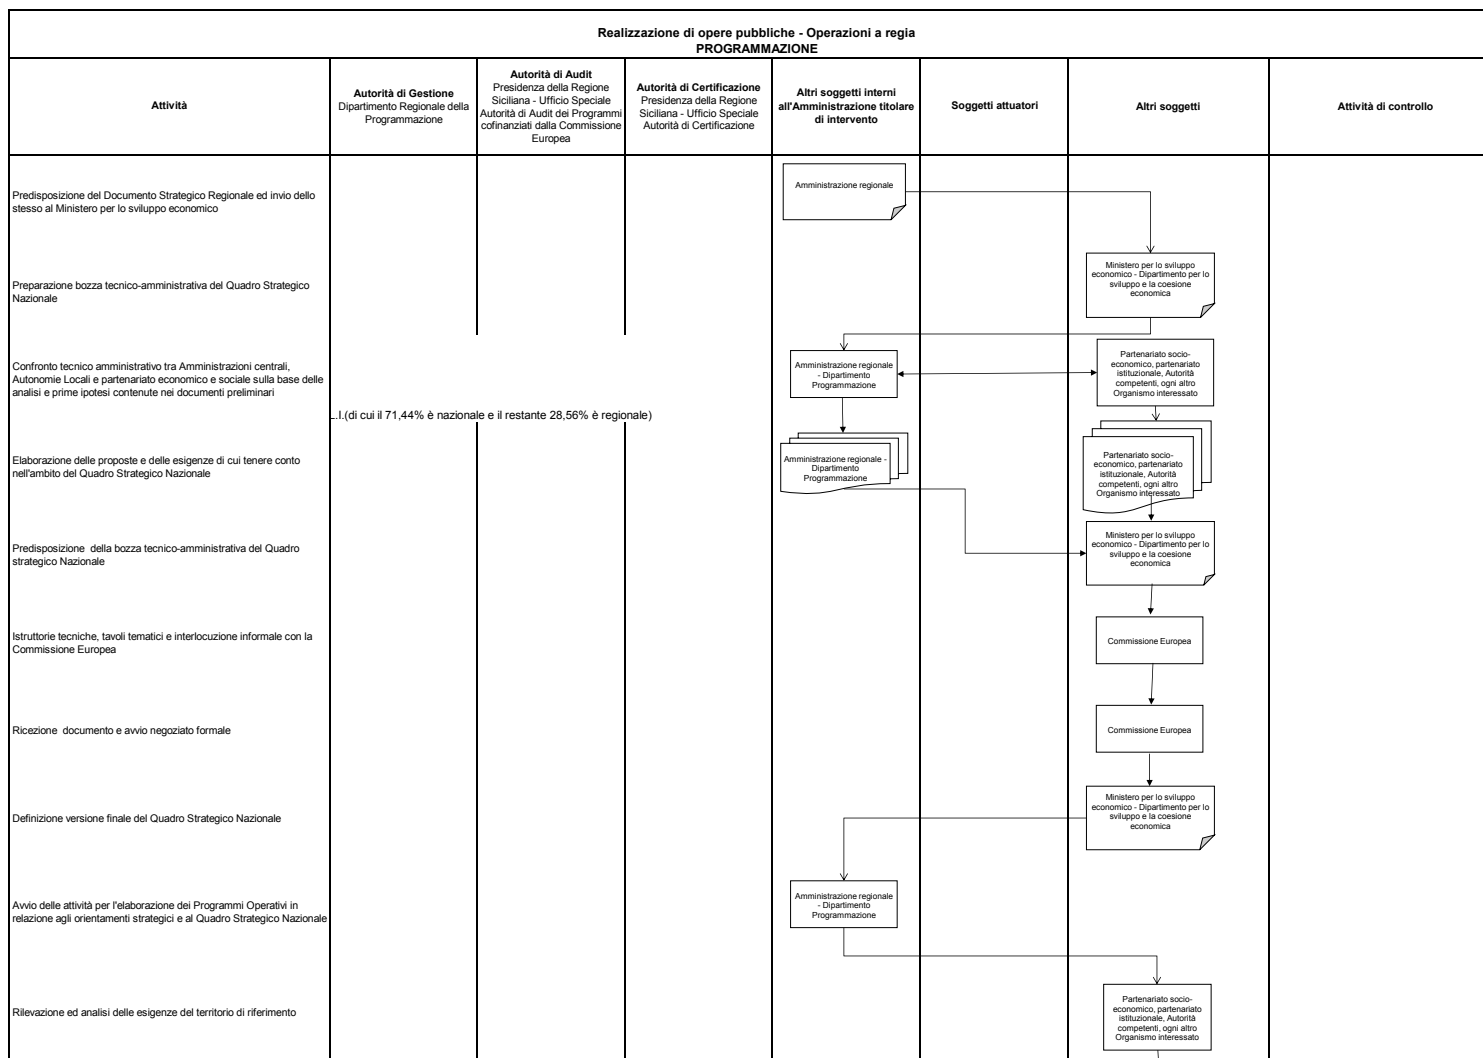 Realizzazione di opere pubbliche - Operazioni a regia
PROGRAMMAZIONE
Attività
Autorità di Gestione
Dipartimento Regionale della
Programmazione
Autorità di Audit
Presidenza della Regione
Siciliana - Ufficio Speciale
Autorità di Audit dei Programmi
cofinanziati dalla Commissione
Europea
Autorità di Certificazione
Presidenza della Regione
Siciliana - Ufficio Speciale
Autorità di Certificazione
Altri soggetti interni
all'Amministrazione titolare
di intervento
Soggetti attuatori
Altri soggetti
Attività di controllo
Predisposizione del Documento Strategico Regionale ed invio dello
stesso al Ministero per lo sviluppo economico
Amministrazione regionale
Preparazione bozza tecnico-amministrativa del Quadro Strategico
Nazionale
Ministero per lo sviluppo
economico - Dipartimento per lo
sviluppo e la coesione
economica
Confronto tecnico amministrativo tra Amministrazioni centrali,
Autonomie Locali e partenariato economico e sociale sulla base delle
analisi e prime ipotesi contenute nei documenti preliminari
Amministrazione regionale
- Dipartimento
Programmazione
Partenariato socio-
economico, partenariato
istituzionale, Autorità
competenti, ogni altro
Organismo interessato
.I.(di cui il 71,44% è nazionale e il restante 28,56% è regionale)
Elaborazione delle proposte e delle esigenze di cui tenere conto
nell'ambito del Quadro Strategico Nazionale
Amministrazione regionale -
Dipartimento
Programmazione
Partenariato socio-
economico, partenariato
istituzionale, Autorità
competenti, ogni altro
Organismo interessato
Predisposizione  della bozza tecnico-amministrativa del Quadro
strategico Nazionale
Ministero per lo sviluppo
economico - Dipartimento per lo
sviluppo e la coesione
economica
Istruttorie tecniche, tavoli tematici e interlocuzione informale con la
Commissione Europea
Commissione Europea
Ricezione  documento e avvio negoziato formale
Commissione Europea
Definizione versione finale del Quadro Strategico Nazionale
Ministero per lo sviluppo
economico - Dipartimento per lo
sviluppo e la coesione
economica
Avvio delle attività per l'elaborazione dei Programmi Operativi in
relazione agli orientamenti strategici e al Quadro Strategico Nazionale
Amministrazione regionale
- Dipartimento
Programmazione
Rilevazione ed analisi delle esigenze del territorio di riferimento
Partenariato socio-
economico, partenariato
istituzionale, Autorità
competenti, ogni altro
Organismo interessato